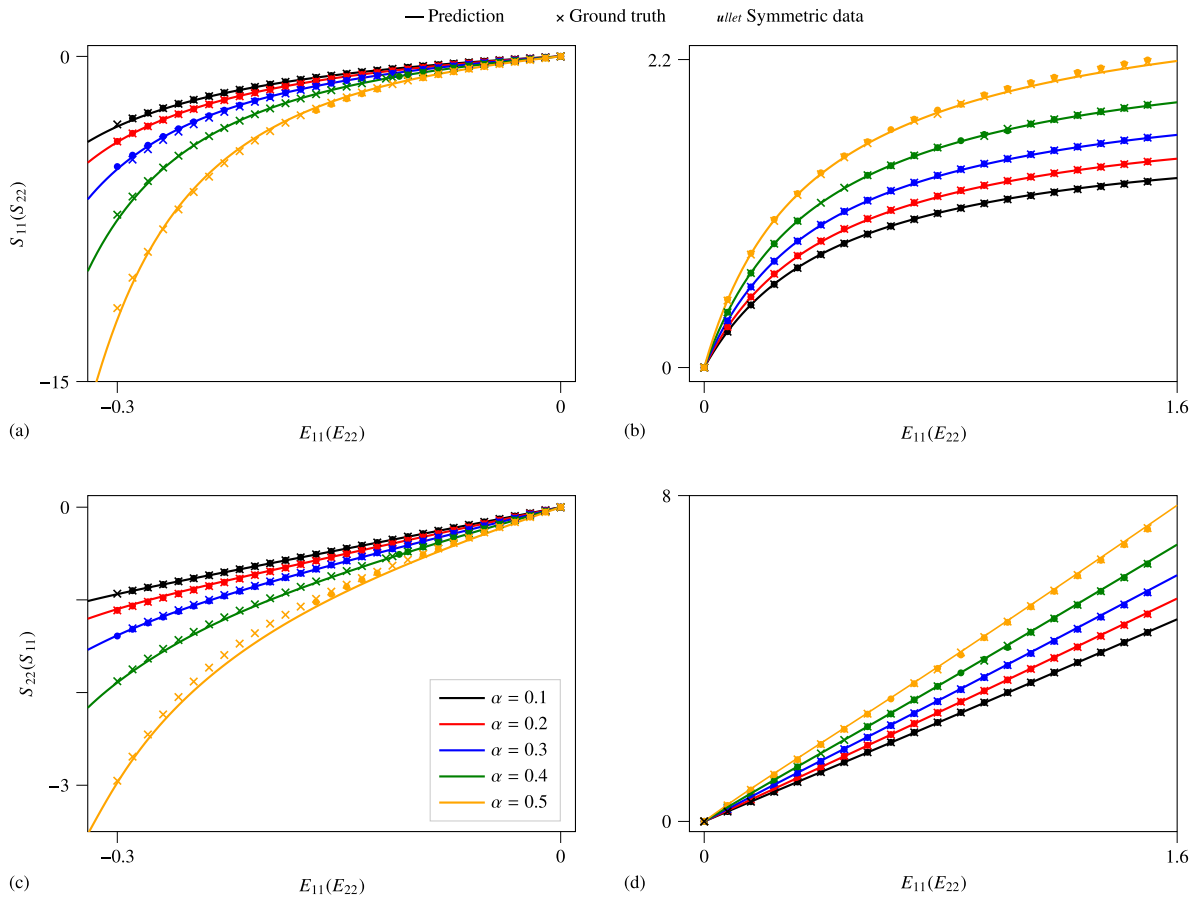 Prediction × Ground truth ullet Symmetric data
0
-15
S11(S22)
-0.3 0
(a) E11(E22)
2.2
0
0 1.6
(b) E11(E22)
0
-3
S22(S11)
α = 0.1
α = 0.2
α = 0.3
α = 0.4
α = 0.5
-0.3 0
(c) E11(E22)
8
0
0 1.6
(d) E11(E22)